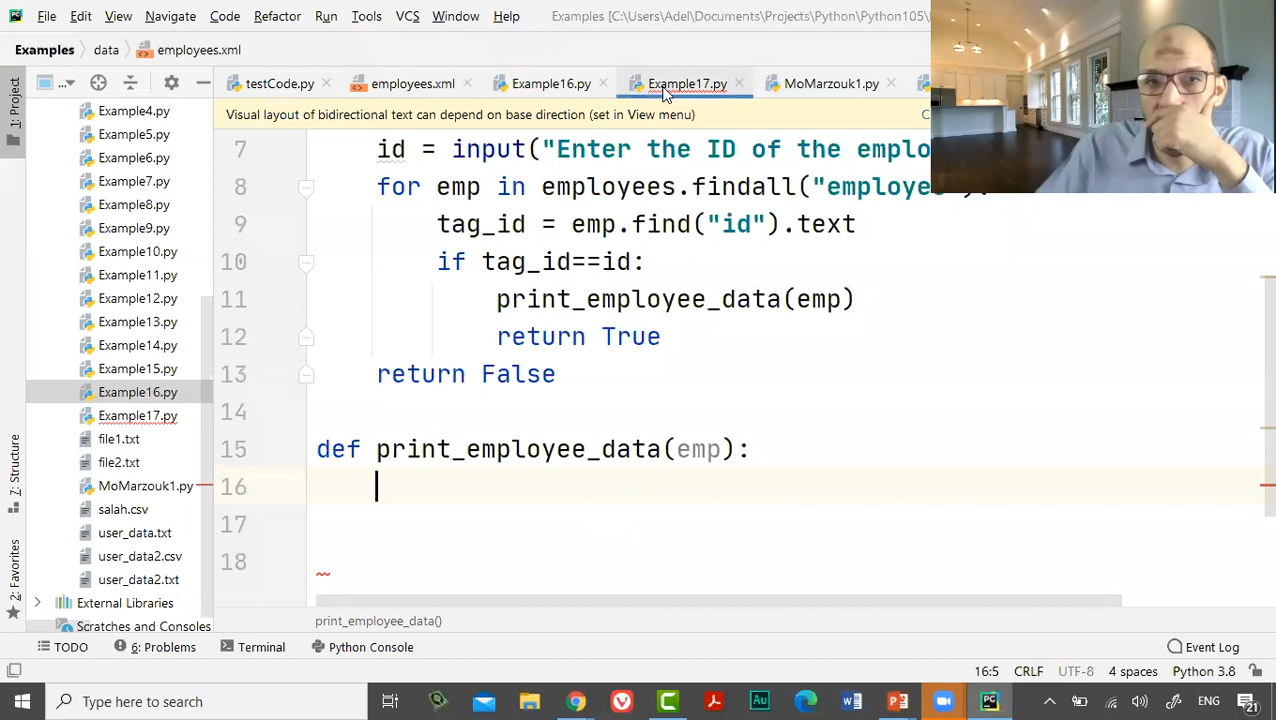 File Edit View Navigate Code Refactor Run Tools VCS Window Help Examples [C:\Users\Adel\Documents\Projects\Python\Python105\
Examples data employees.xml
1: Project
testCode.py employees.xml Example16.py Example17.py MoMarzouk1.py
Visual layout of bidirectional text can depend on base direction (set in View menu)
Example4.py
Example5.py
Example6.py
Example7.py
Example8.py
Example9.py
Example10.py
Example11.py
Example12.py
Example13.py
Example14.py
Example15.py
Example16.py
Example17.py
file1.txt
file2.txt
MoMarzouk1.py
salah.csv
user_data.txt
user_data2.csv
user_data2.txt
External Libraries
Scratches and Consoles
7: Structure
2: Favorites
7 id = input("Enter the ID of the emplo
8 for emp in employees.findall("employe
9 tag_id = emp.find("id").text
10 if tag_id==id:
11 print_employee_data(emp)
12 return True
13 return False
14
15 def print_employee_data(emp):
16
17
18
print_employee_data()
TODO 6: Problems Terminal Python Console Event Log
16:5 CRLF UTF-8 4 spaces Python 3.8
Type here to search ENG 21